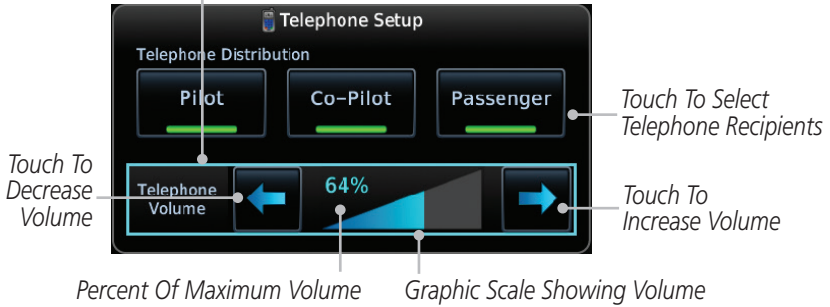 Telephone Setup
Telephone Distribution
Pilot
Co-Pilot
Passenger
Touch To Select
Telephone Recipients
Touch To
Decrease
Volume
Telephone
Volume
64%
Touch To
Increase Volume
Percent Of Maximum Volume
Graphic Scale Showing Volume